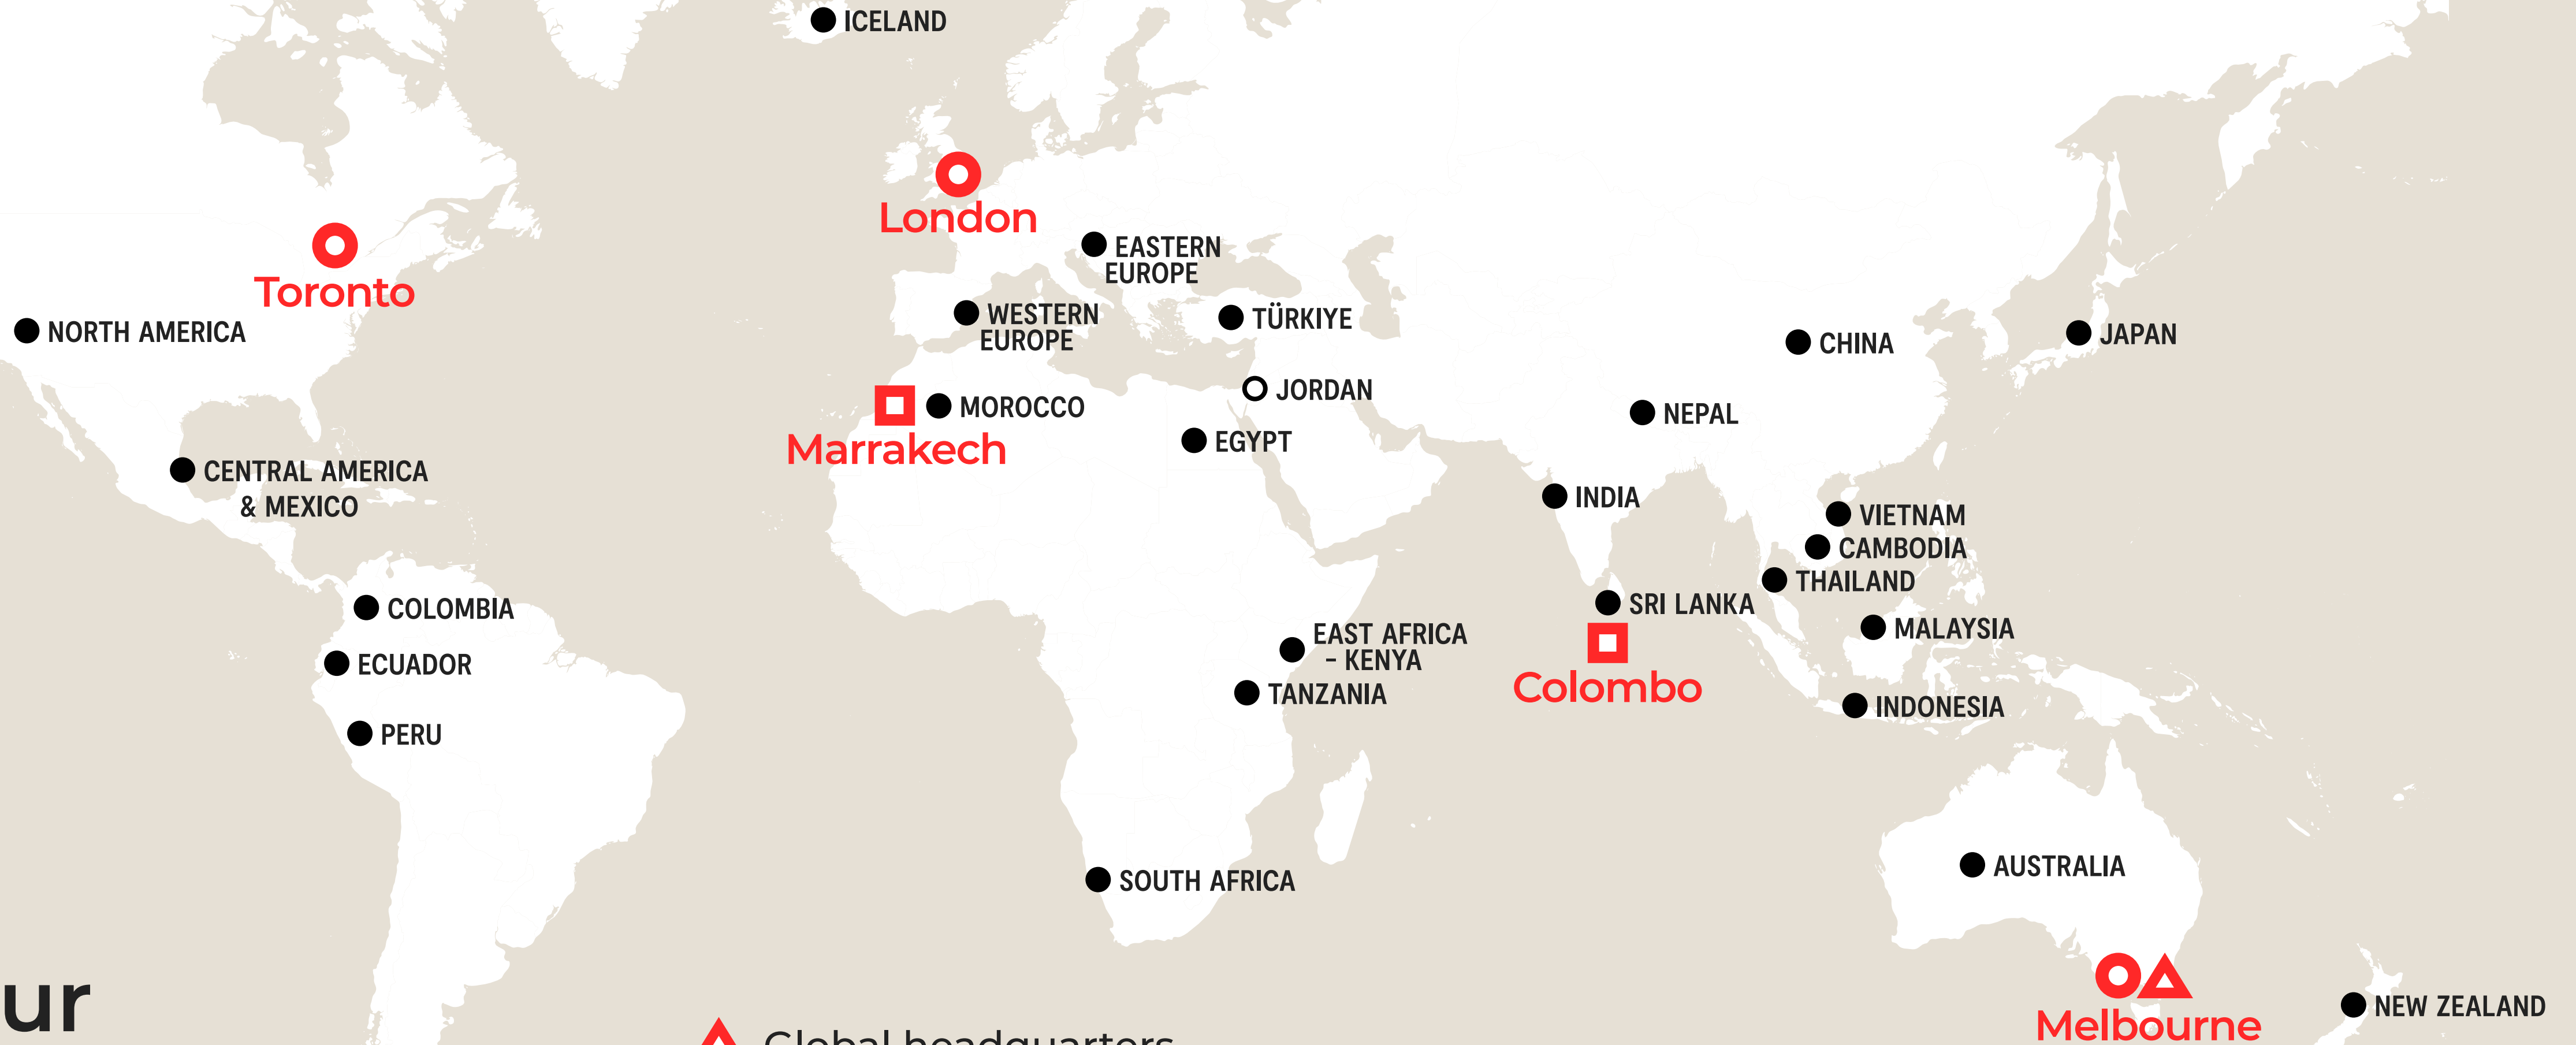 ICELAND
London
Toronto
EASTERN
EUROPE
WESTERN
EUROPE
TÜRKIYE
NORTH AMERICA
CHINA
JAPAN
JORDAN
MOROCCO
Marrakech
EGYPT
NEPAL
CENTRAL AMERICA
& MEXICO
INDIA
VIETNAM
CAMBODIA
THAILAND
COLOMBIA
SRI LANKA
MALAYSIA
EAST AFRICA
– KENYA
ECUADOR
TANZANIA
Colombo
INDONESIA
PERU
AUSTRALIA
SOUTH AFRICA
ur
Melbourne
NEW ZEALAND
Global headquarters